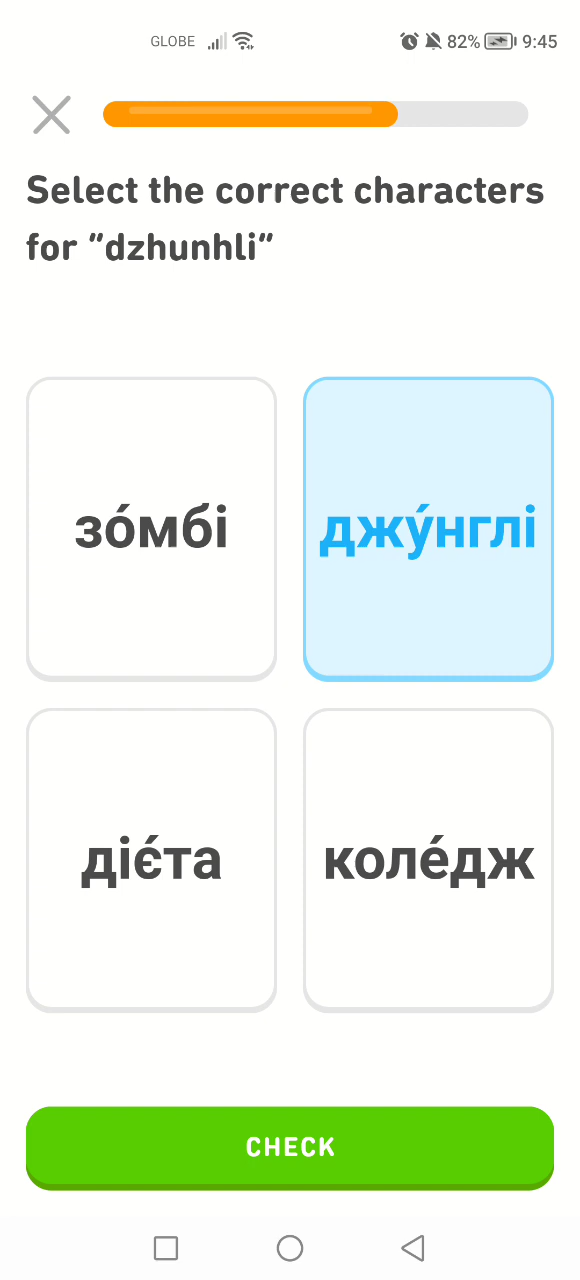 GLOBE 82% 9:45
Select the correct characters
for "dzhunhli"
зо́мбі джу́нглі
діє́та коле́дж
CHECK